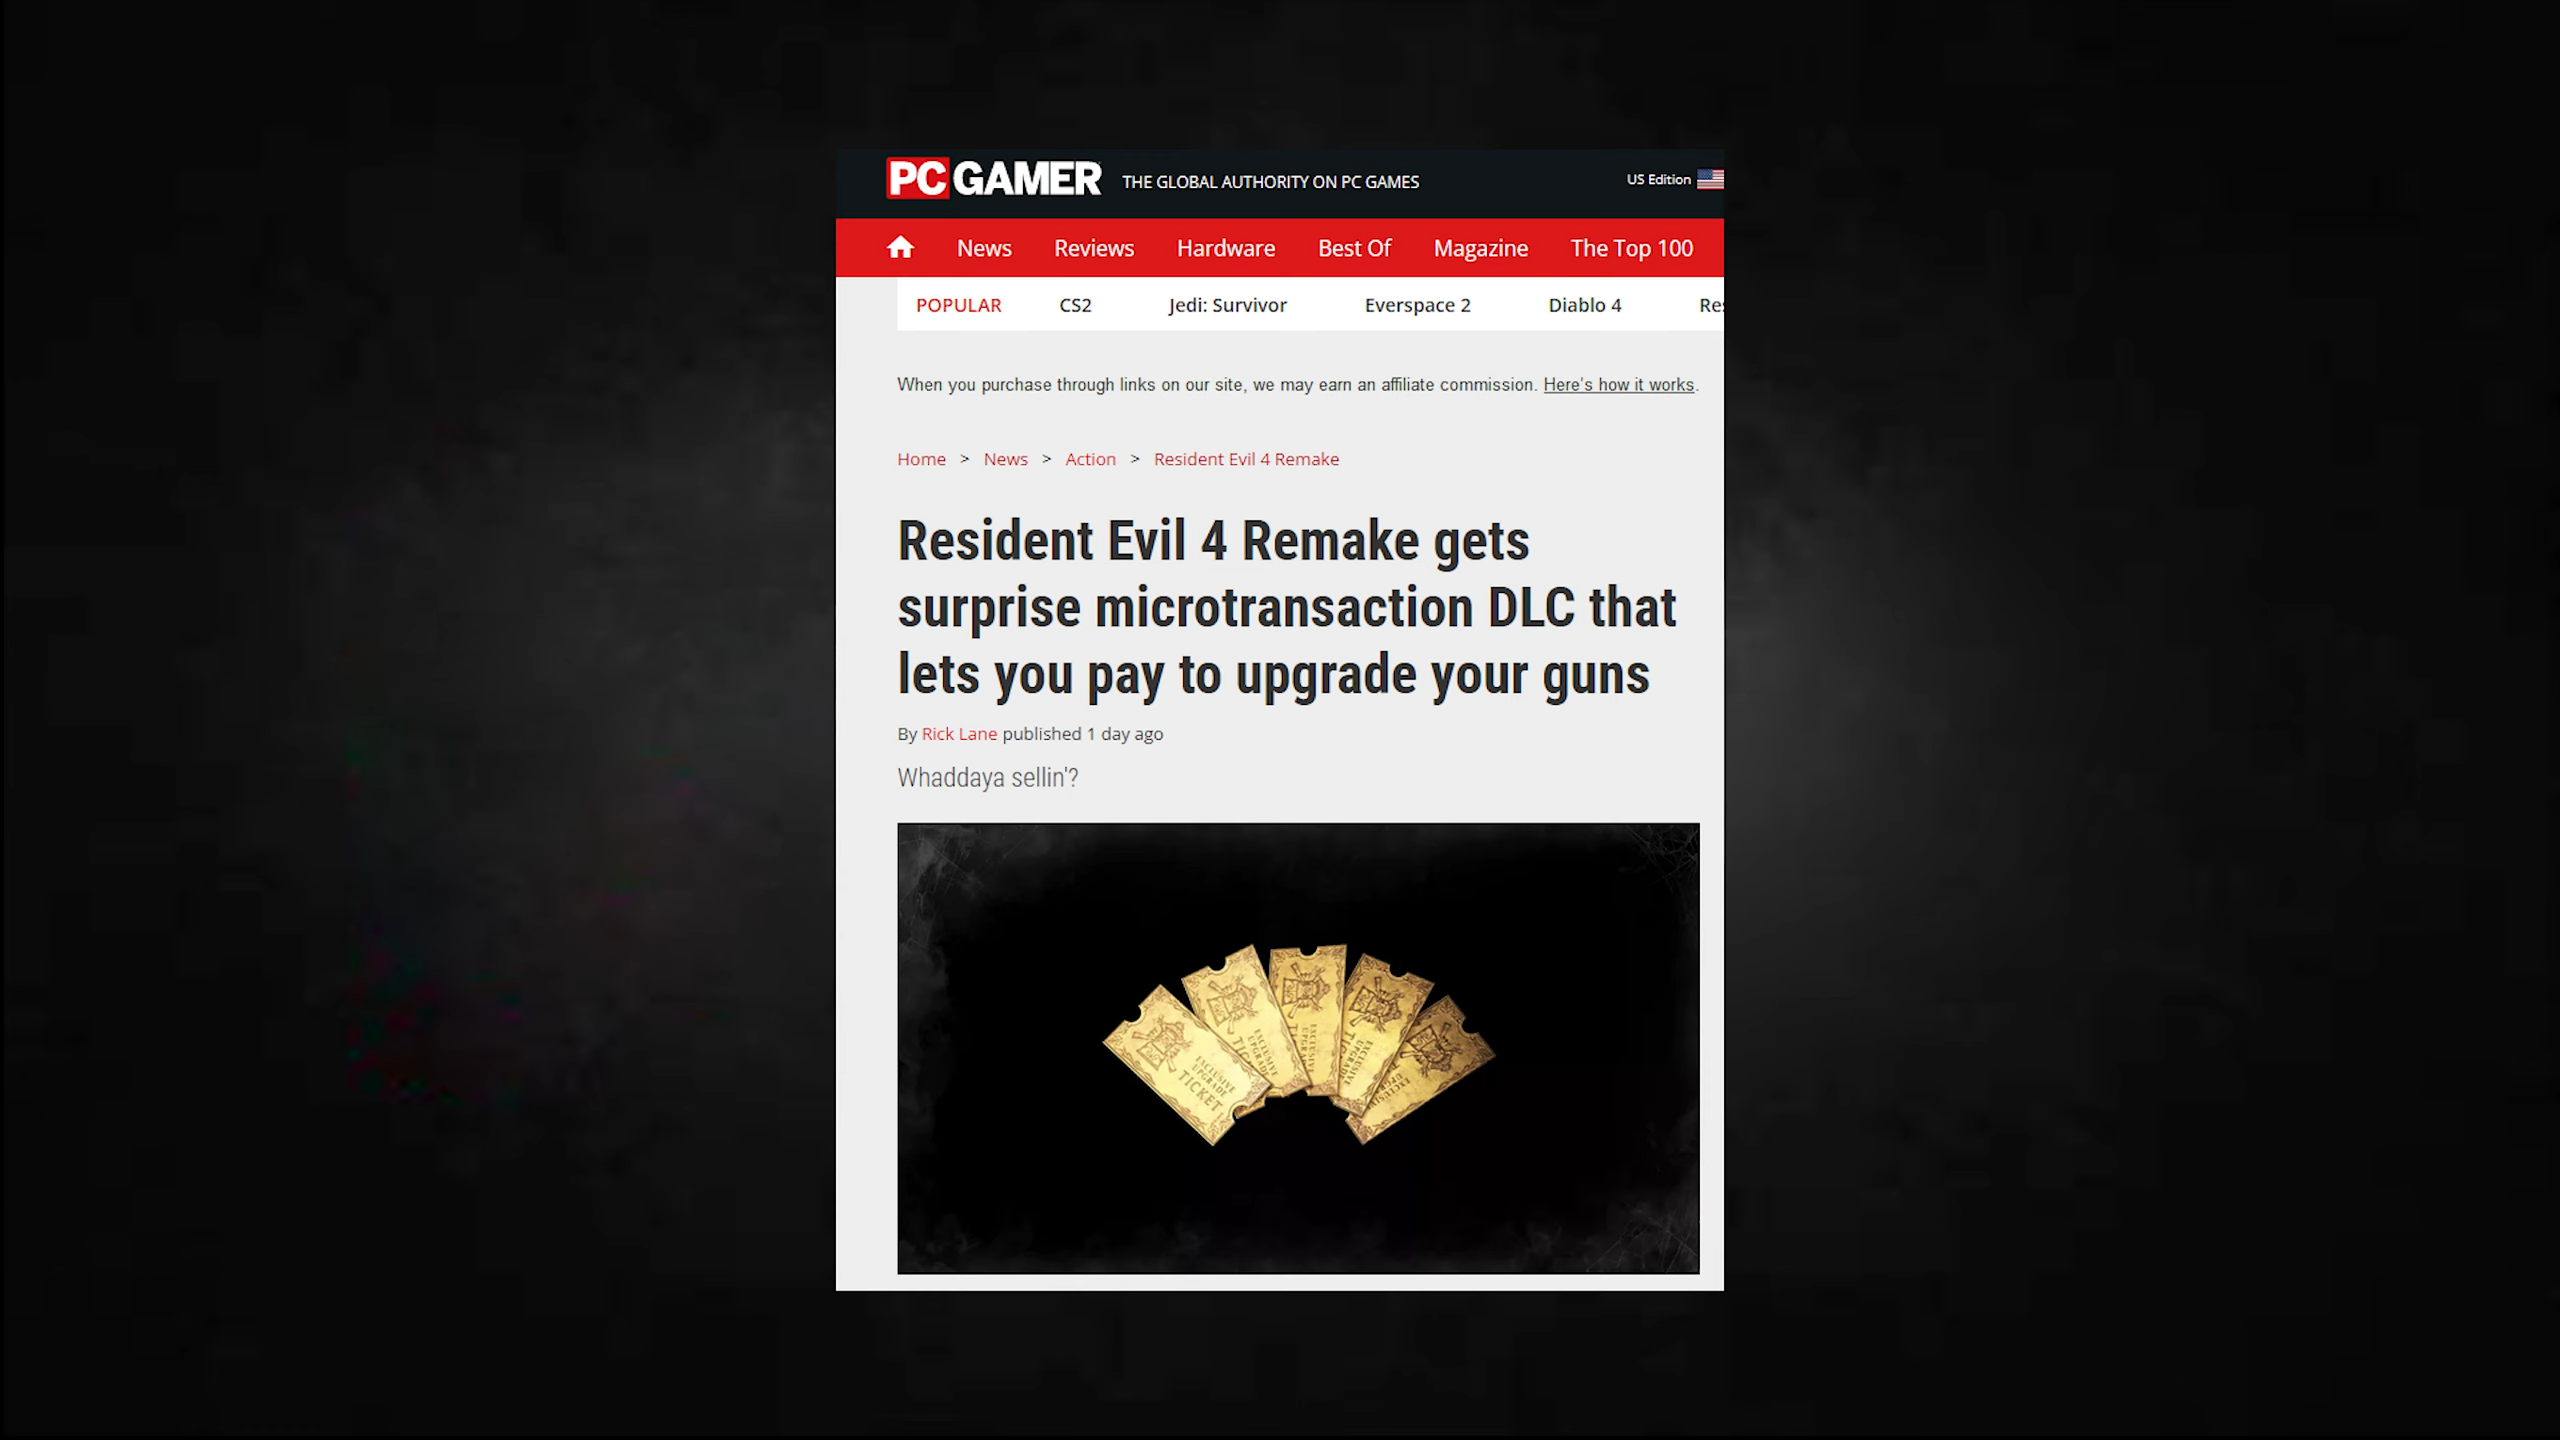 PC GAMER THE GLOBAL AUTHORITY ON PC GAMES US Edition
News Reviews Hardware Best Of Magazine The Top 100
POPULAR CS2 Jedi: Survivor Everspace 2 Diablo 4 Res
When you purchase through links on our site, we may earn an affiliate commission. Here's how it works.
Home > News > Action > Resident Evil 4 Remake
Resident Evil 4 Remake gets
surprise microtransaction DLC that
lets you pay to upgrade your guns
By Rick Lane published 1 day ago
Whaddaya sellin'?
EXCLUSIVE
UPGRADE
TICKET